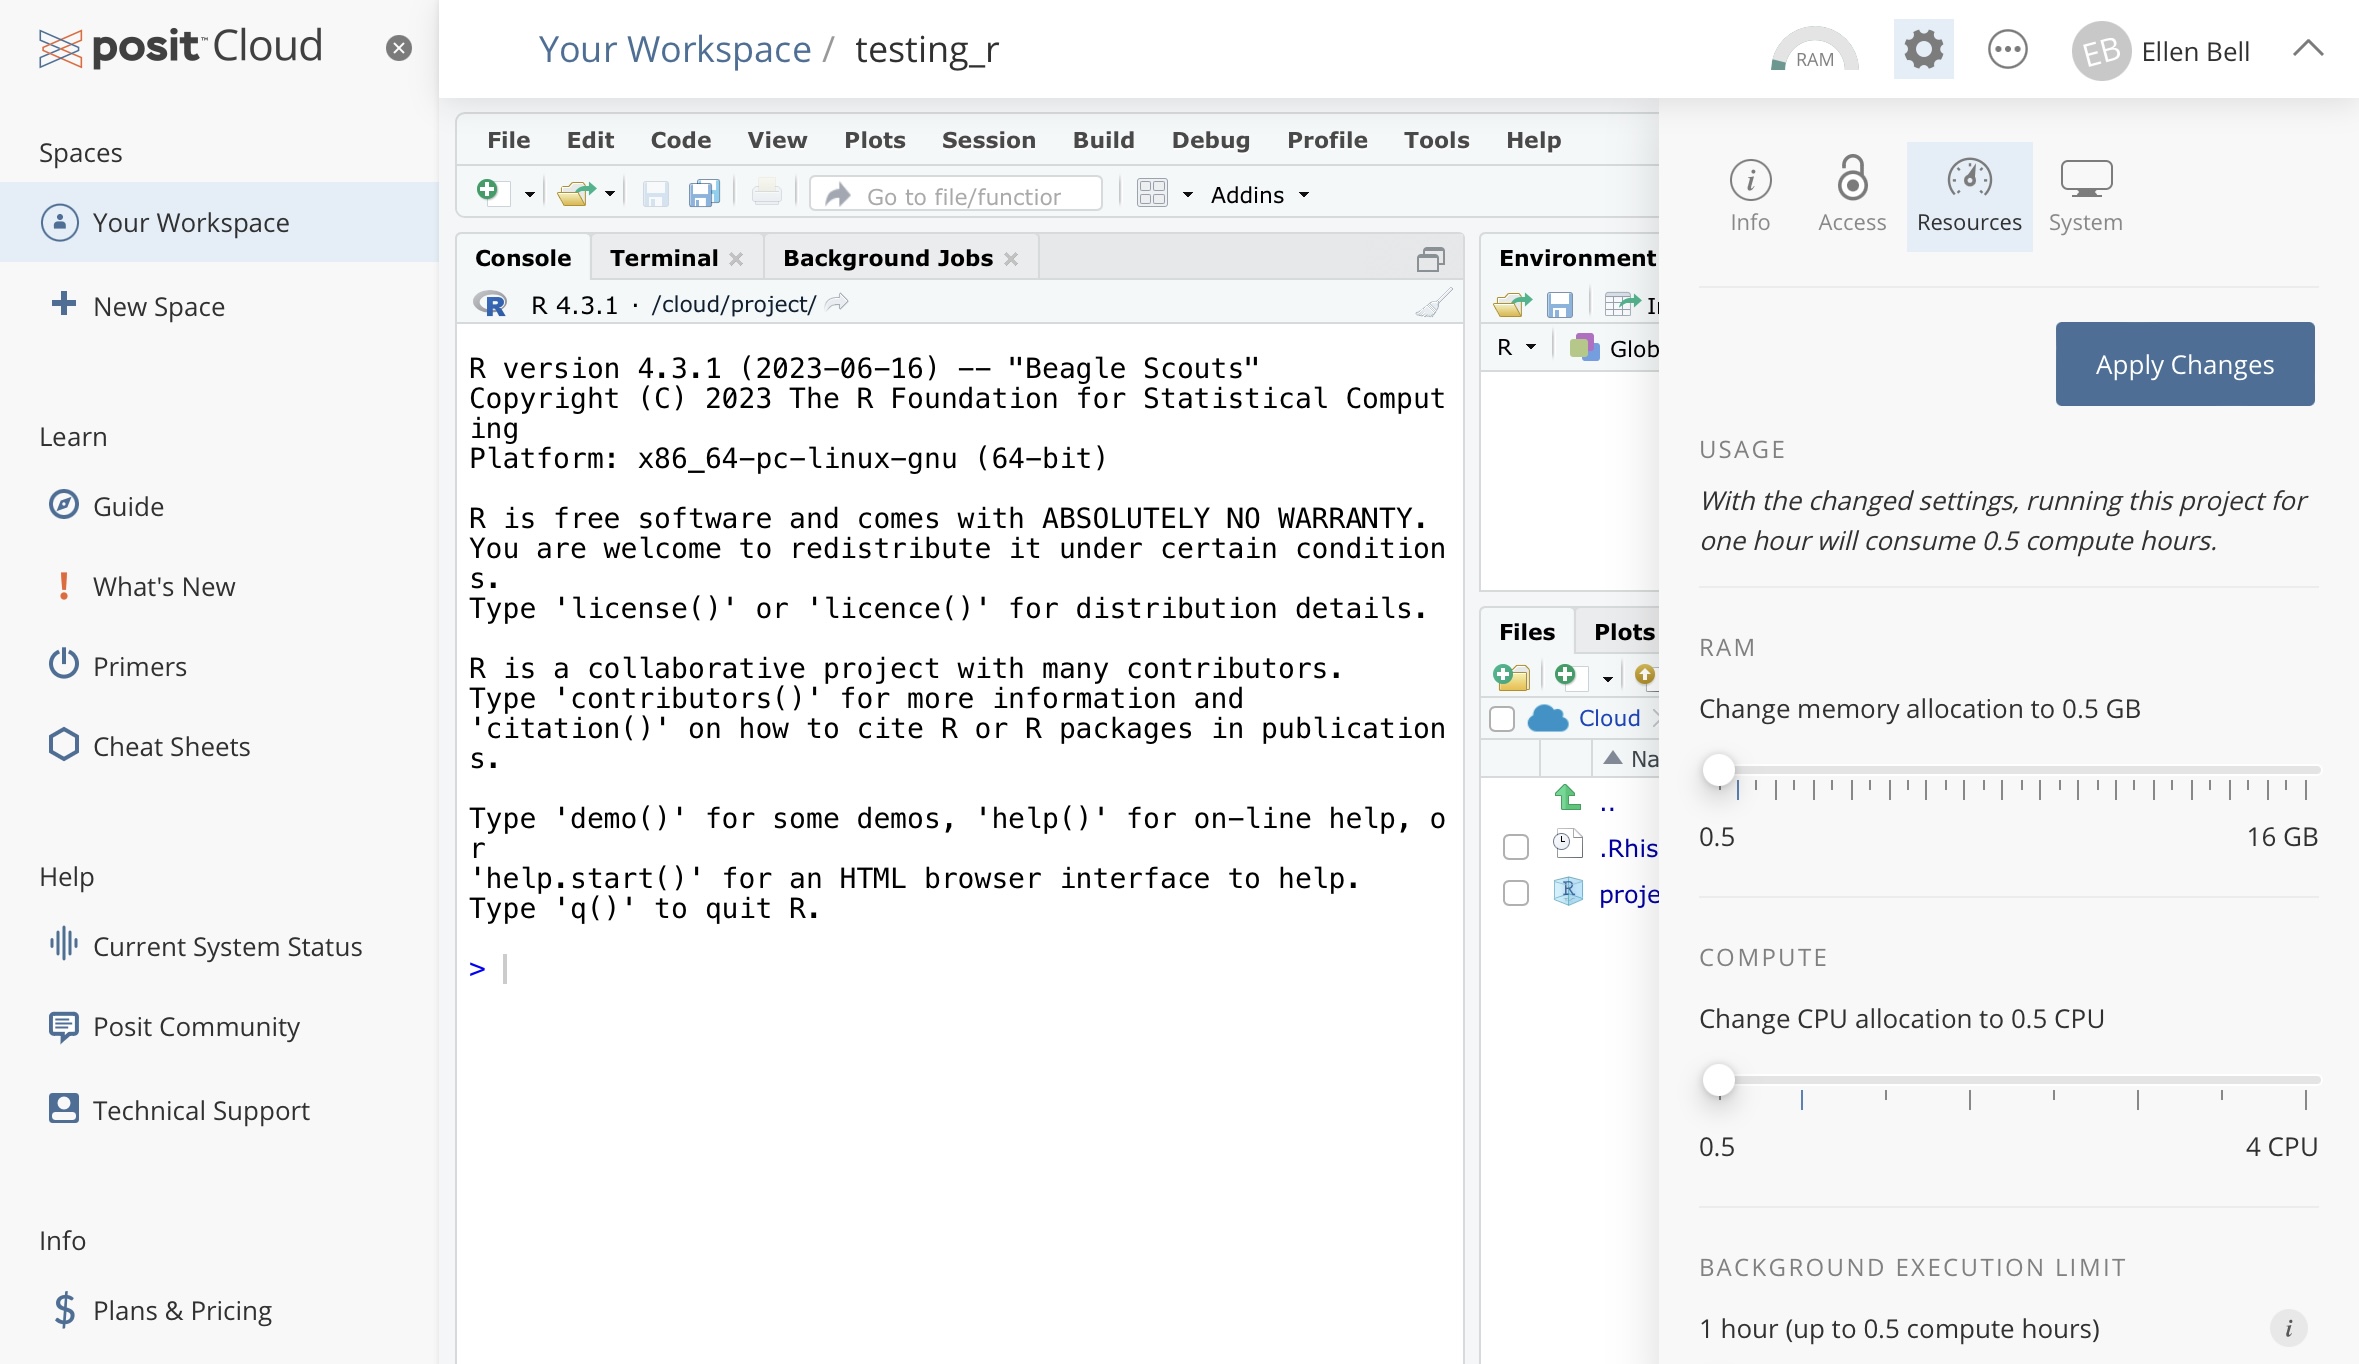 posit™ Cloud
Your Workspace / testing_r
RAM
EB
Ellen Bell
Spaces
Your Workspace
New Space
Learn
Guide
What's New
Primers
Cheat Sheets
Help
Current System Status
Posit Community
Technical Support
Info
Plans & Pricing
File Edit Code View Plots Session Build Debug Profile Tools Help
Go to file/function
Addins
Console Terminal Background Jobs
R 4.3.1 · /cloud/project/
R version 4.3.1 (2023-06-16) -- "Beagle Scouts"
Copyright (C) 2023 The R Foundation for Statistical Comput
ing
Platform: x86_64-pc-linux-gnu (64-bit)
R is free software and comes with ABSOLUTELY NO WARRANTY.
You are welcome to redistribute it under certain condition
s.
Type 'license()' or 'licence()' for distribution details.
R is a collaborative project with many contributors.
Type 'contributors()' for more information and
'citation()' on how to cite R or R packages in publication
s.
Type 'demo()' for some demos, 'help()' for on-line help, o
r
'help.start()' for an HTML browser interface to help.
Type 'q()' to quit R.
>
Environment
R Glob
Files Plots
Cloud
Na
..
.Rhis
proje
Info Access Resources System
Apply Changes
USAGE
With the changed settings, running this project for
one hour will consume 0.5 compute hours.
RAM
Change memory allocation to 0.5 GB
0.5 16 GB
COMPUTE
Change CPU allocation to 0.5 CPU
0.5 4 CPU
BACKGROUND EXECUTION LIMIT
1 hour (up to 0.5 compute hours)